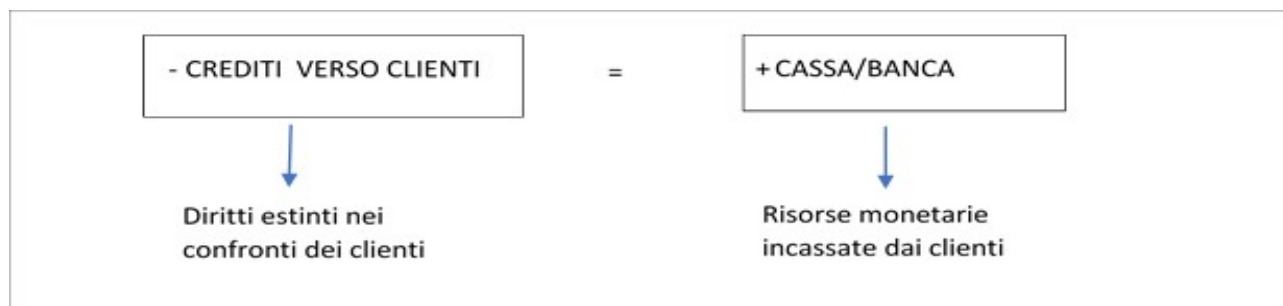 - CREDITI VERSO CLIENTI
=
+ CASSA/BANCA
Diritti estinti nei
confronti dei clienti
Risorse monetarie
incassate dai clienti